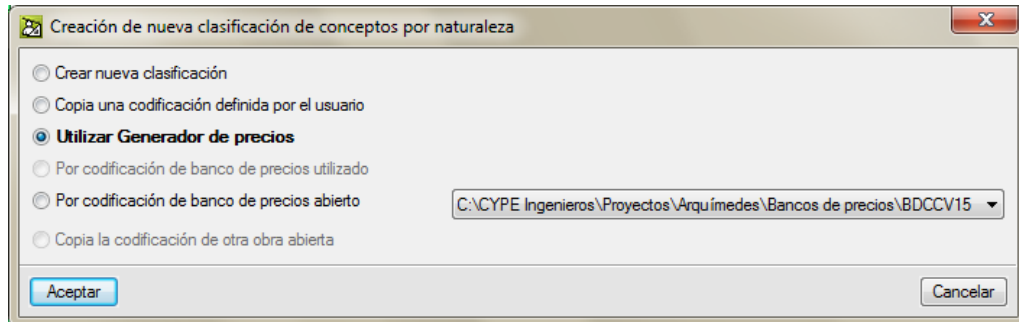 Creación de nueva clasificación de conceptos por naturaleza
Crear nueva clasificación
Copia una codificación definida por el usuario
Utilizar Generador de precios
Por codificación de banco de precios utilizado
Por codificación de banco de precios abierto
C:\CYPE Ingenieros\Proyectos\Arquímedes\Bancos de precios\BDCCV15
Copia la codificación de otra obra abierta
Aceptar
Cancelar